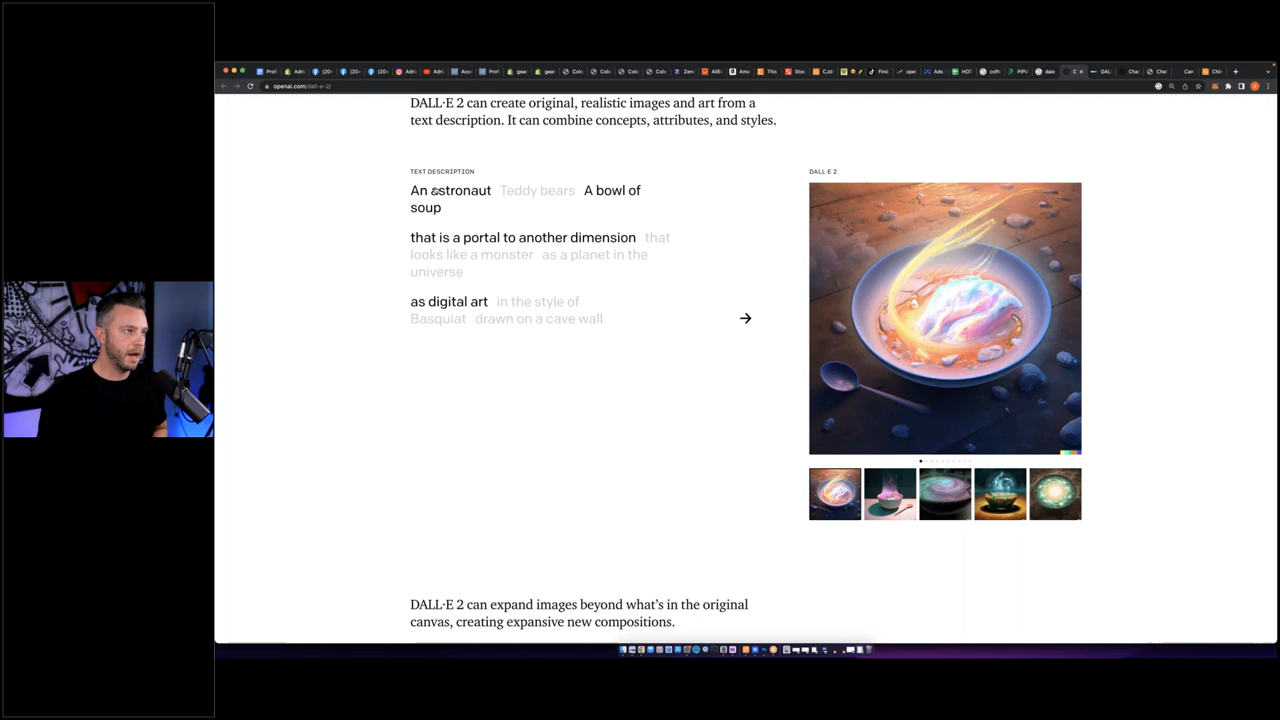 openai.com/dall-e-2/
DALL·E 2 can create original, realistic images and art from a
text description. It can combine concepts, attributes, and styles.
TEXT DESCRIPTION
An astronaut Teddy bears A bowl of
soup
that is a portal to another dimension that
looks like a monster as a planet in the
universe
as digital art in the style of
Basquiat drawn on a cave wall
DALL·E 2
DALL·E 2 can expand images beyond what's in the original
canvas, creating expansive new compositions.